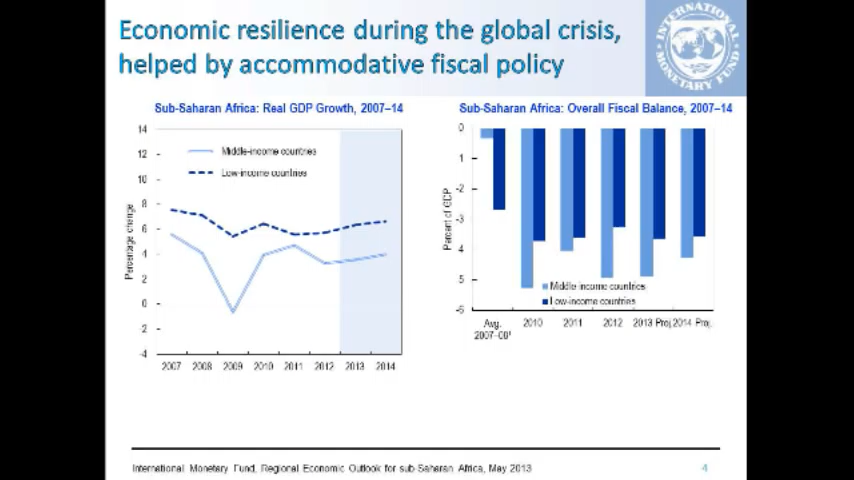 Economic resilience during the global crisis,
helped by accommodative fiscal policy
INTERNATIONAL
MONETARY FUND
Sub-Saharan Africa: Real GDP Growth, 2007–14
14
12
10
8
6
4
2
0
2
-4
Percentage change
Middle-income countries
Low-income countries
2007 2008 2009 2010 2011 2012 2013 2014
Sub-Saharan Africa: Overall Fiscal Balance, 2007–14
0
1
-2
-3
4
5
-6
Percent of GDP
Middle-income countries
Low-income countries
Avg. 2010 2011 2012 2013 Proj. 2014 Proj.
2007–08¹
International Monetary Fund, Regional Economic Outlook for sub-Saharan Africa, May 2013
4